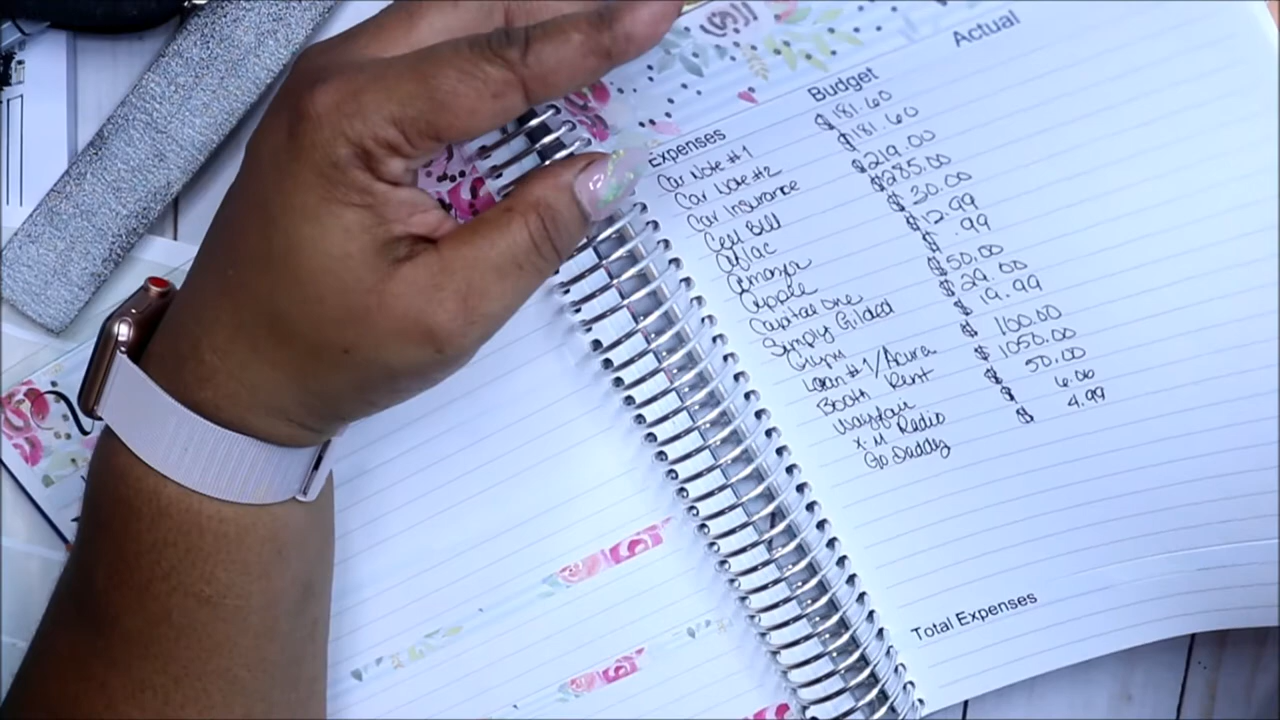 Actual
Expenses Budget
Car Note #1 $181.60
Car Note #2 $181.60
Car Insurance $219.00
Cell Bill $285.00
Aflac $30.00
Amazon $12.99
Apple $ .99
Capital One $50.00
Simply Gilded $29.00
Gym $19.99
Loan #1/Acura $100.00
Booth Rent $1050.00
Wayfair $50.00
X·M Radio $6.00
Go Daddy $4.99
Total Expenses